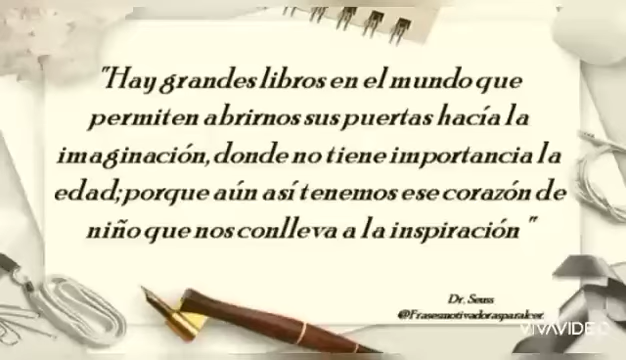 "Hay grandes libros en el mundo que
permiten abrirnos sus puertas hacía la
imaginación, donde no tiene importancia la
edad; porque aún así tenemos ese corazón de
niño que nos conlleva a la inspiración "
Dr. Seuss
@Frasesmotivadorasparaleer
VIVAVIDEO